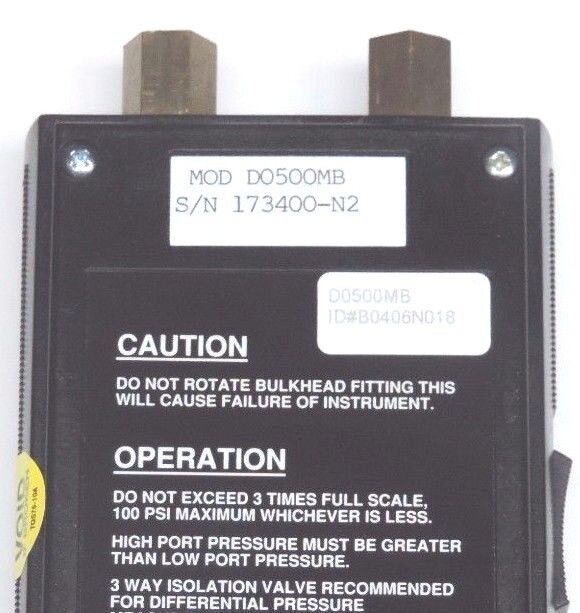 MOD D0500MB
S/N 173400-N2
D0500MB
ID#B0406N018
CAUTION
DO NOT ROTATE BULKHEAD FITTING THIS
WILL CAUSE FAILURE OF INSTRUMENT.
OPERATION
DO NOT EXCEED 3 TIMES FULL SCALE,
100 PSI MAXIMUM WHICHEVER IS LESS.
HIGH PORT PRESSURE MUST BE GREATER
THAN LOW PORT PRESSURE.
3 WAY ISOLATION VALVE RECOMMENDED
FOR DIFFERENTIAL PRESSURE
VOID